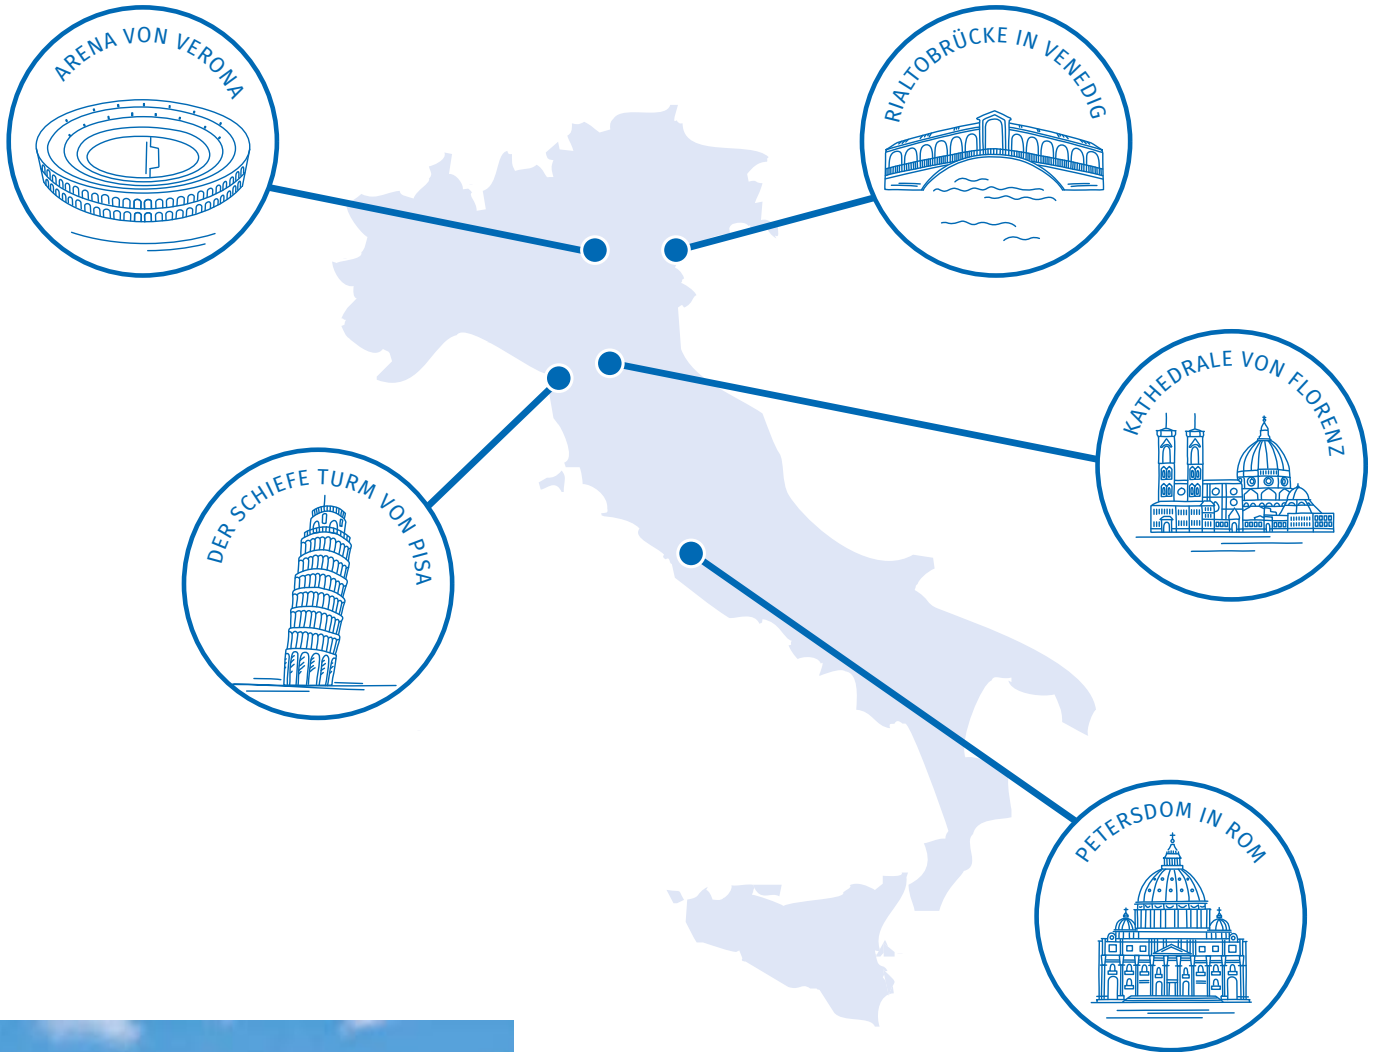 ARENA VON VERONA
RIALTOBRÜCKE IN VENEDIG
KATHEDRALE VON FLORENZ
DER SCHIEFE TURM VON PISA
PETERSDOM IN ROM